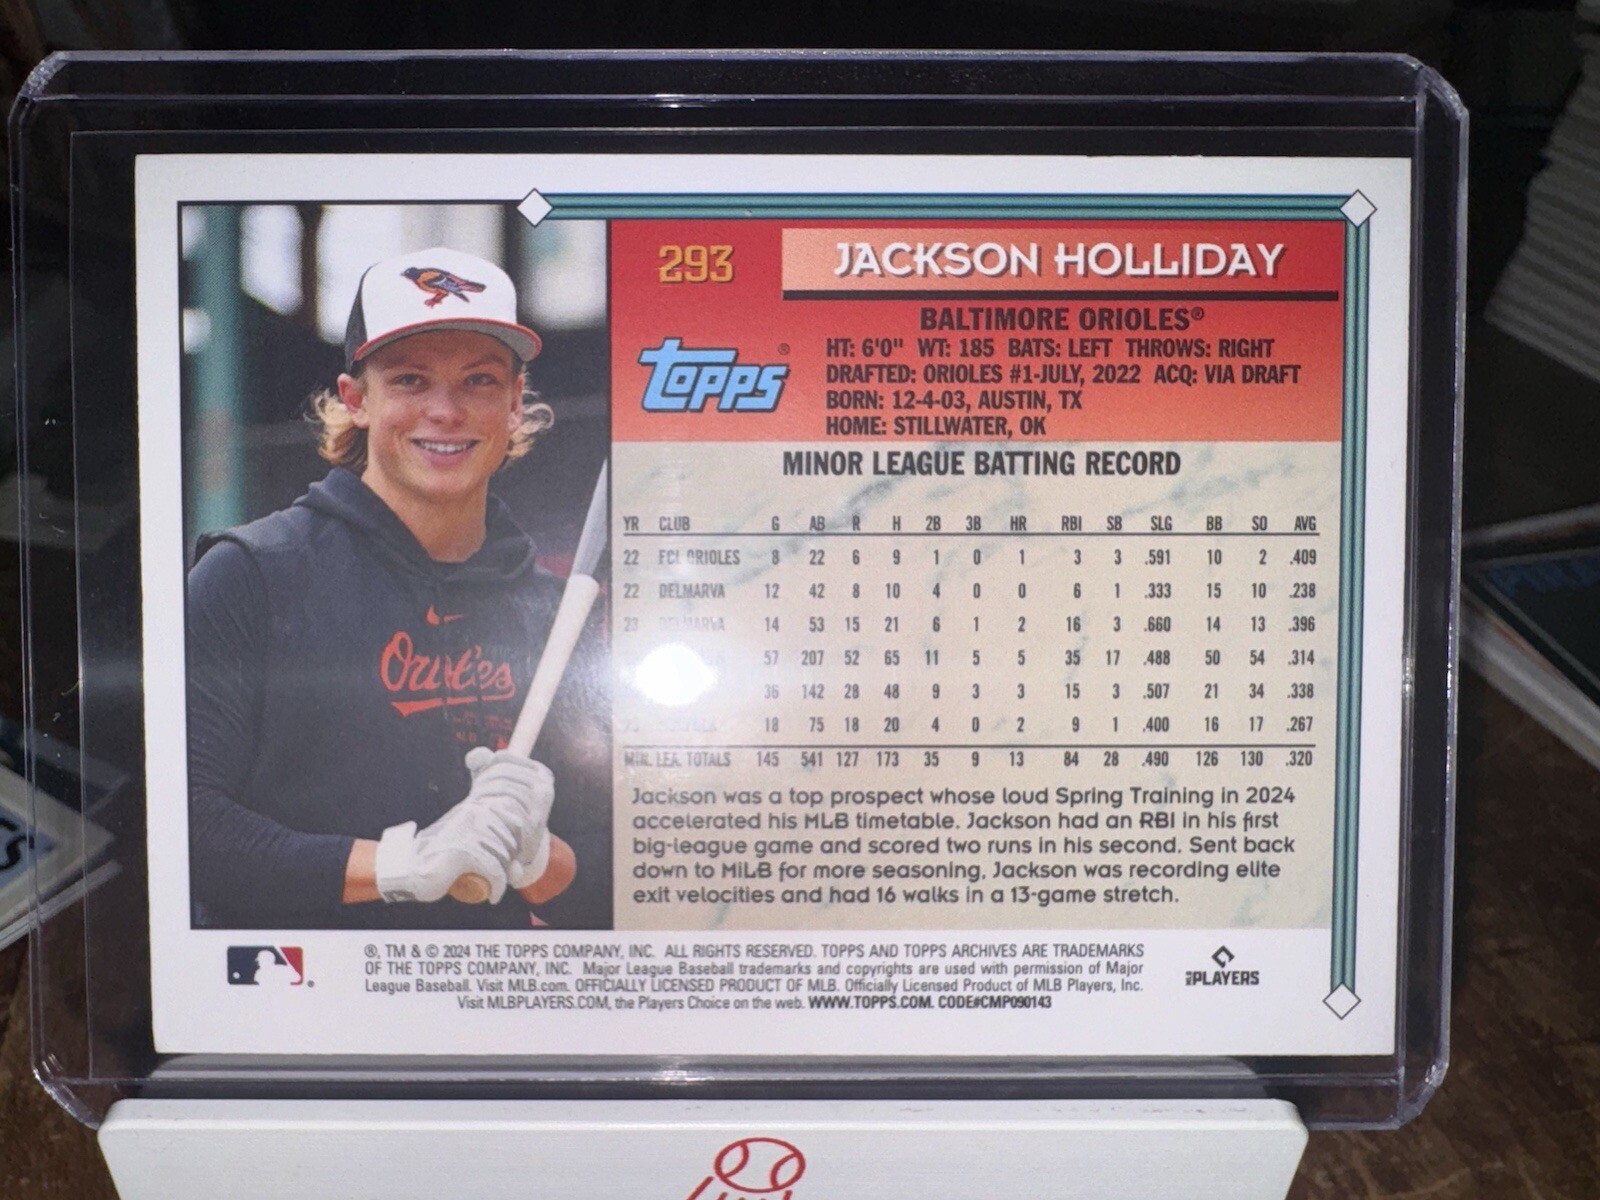 293
JACKSON HOLLIDAY
BALTIMORE ORIOLES®
Topps®
HT: 6'0" WT: 185 BATS: LEFT THROWS: RIGHT
DRAFTED: ORIOLES #1-JULY, 2022 ACQ: VIA DRAFT
BORN: 12-4-03, AUSTIN, TX
HOME: STILLWATER, OK
MINOR LEAGUE BATTING RECORD
YR CLUB G AB R H 2B 3B HR RBI SB SLG BB SO AVG
22 FCL ORIOLES 8 22 6 9 1 0 1 3 3 .591 10 2 .409
22 DELMARVA 12 42 8 10 4 0 0 6 1 .333 15 10 .238
23 DELMARVA 14 53 15 21 6 1 2 16 3 .660 14 13 .396
57 207 52 65 11 5 5 35 17 .488 50 54 .314
36 142 28 48 9 3 3 15 3 .507 21 34 .338
18 75 18 20 4 0 2 9 1 .400 16 17 .267
MIN. LEA. TOTALS 145 541 127 173 35 9 13 84 28 .490 126 130 .320
Jackson was a top prospect whose loud Spring Training in 2024
accelerated his MLB timetable. Jackson had an RBI in his first
big-league game and scored two runs in his second. Sent back
down to MiLB for more seasoning, Jackson was recording elite
exit velocities and had 16 walks in a 13-game stretch.
Orioles
®, TM & © 2024 THE TOPPS COMPANY, INC. ALL RIGHTS RESERVED. TOPPS AND TOPPS ARCHIVES ARE TRADEMARKS
OF THE TOPPS COMPANY, INC. Major League Baseball trademarks and copyrights are used with permission of Major
League Baseball. Visit MLB.com. OFFICIALLY LICENSED PRODUCT OF MLB. Officially Licensed Product of MLB Players, Inc.
Visit MLBPLAYERS.COM, the Players Choice on the web. WWW.TOPPS.COM. CODE#CMP090143
MLBPLAYERS